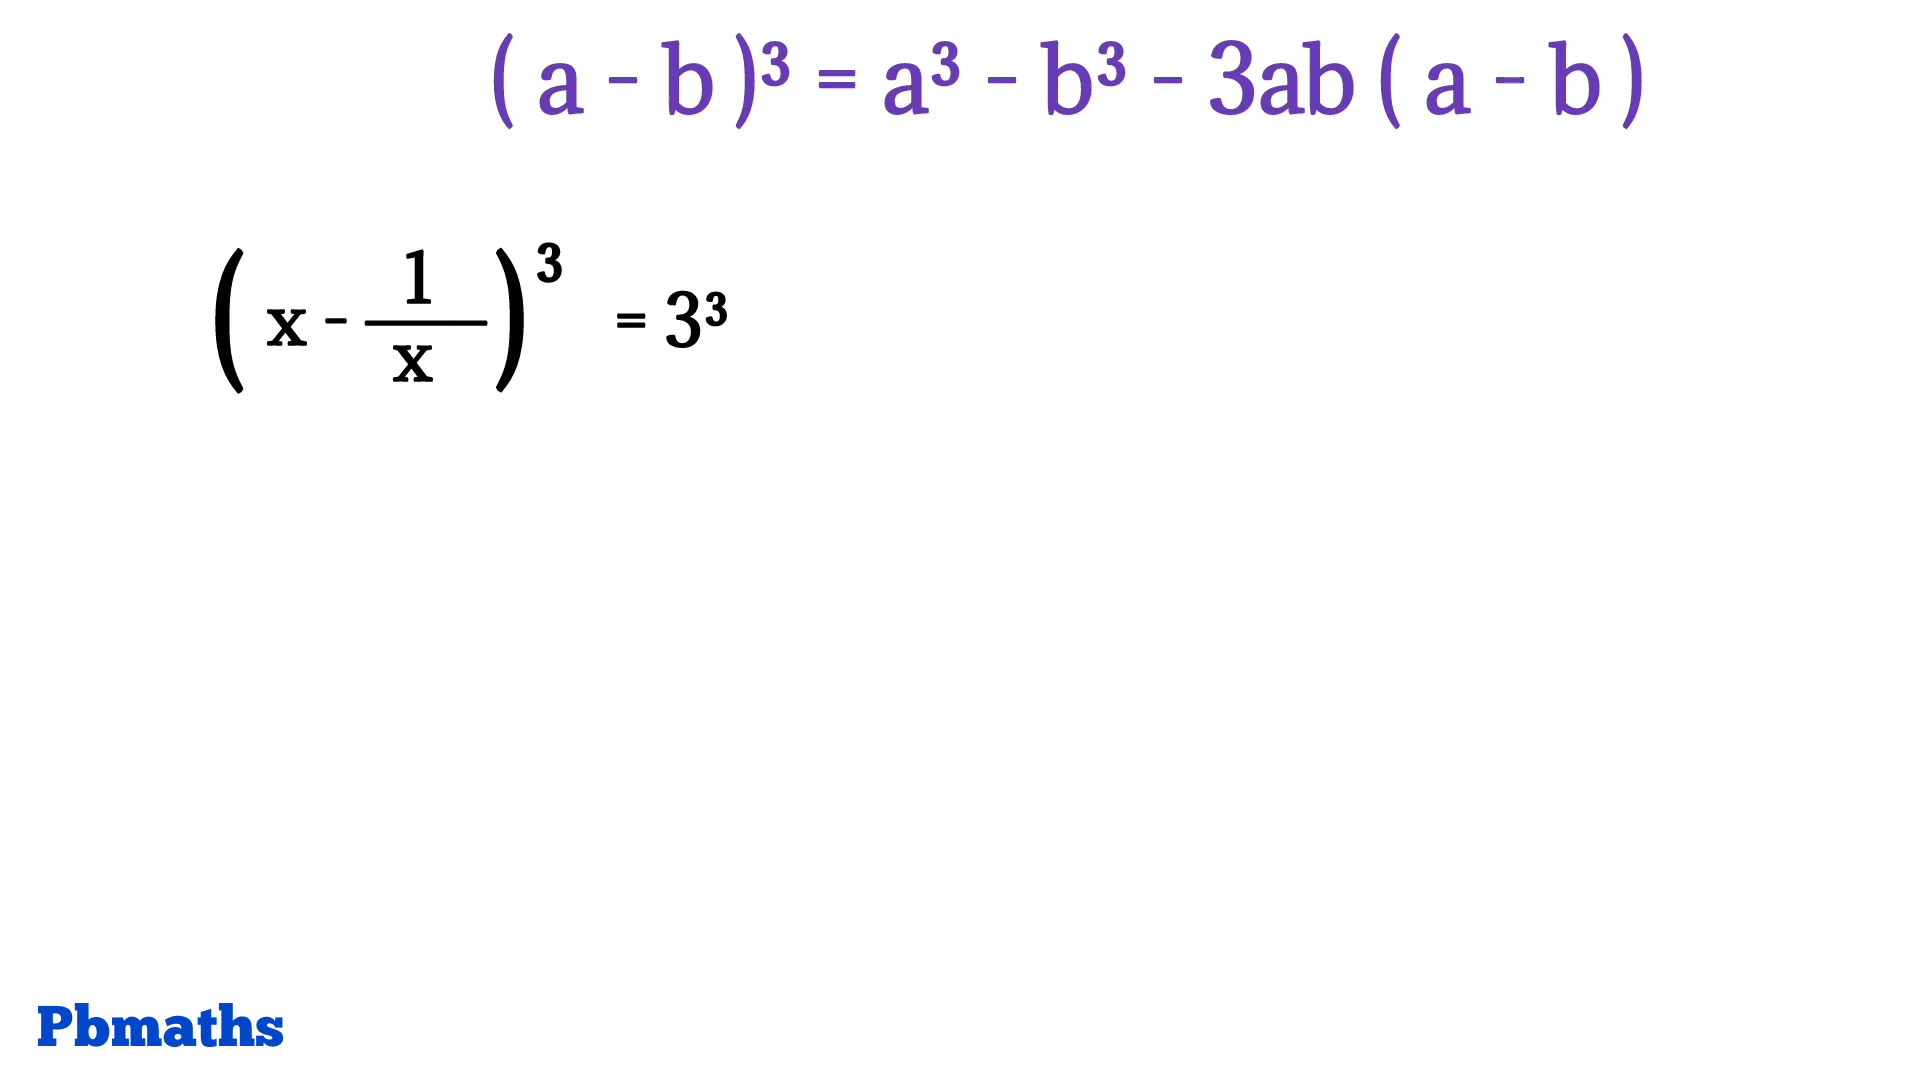 ( a - b )³ = a³ - b³ - 3ab ( a - b )
( x - 1/x )³ = 3³
Pbmaths